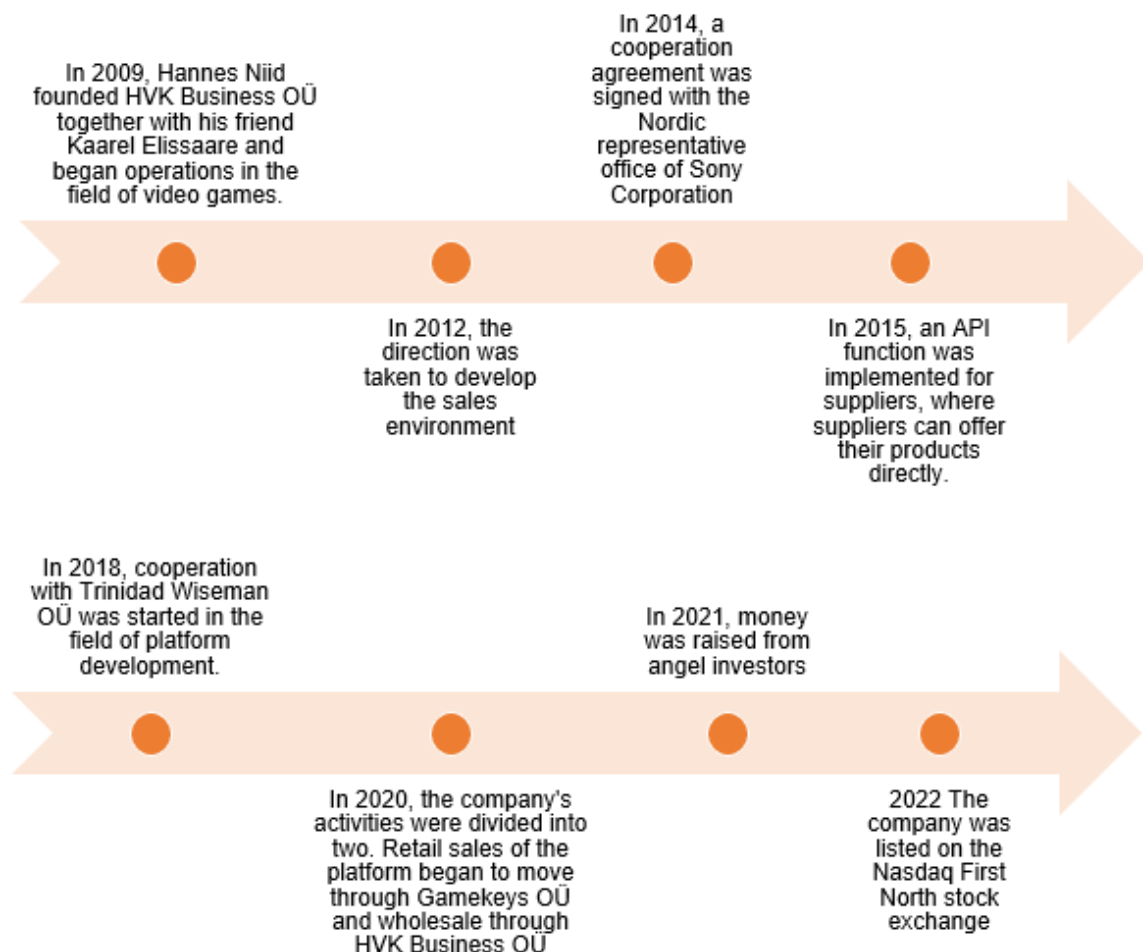 In 2009, Hannes Niid
founded HVK Business OÜ
together with his friend
Kaarel Elissaare and
began operations in the
field of video games.
In 2012, the
direction was
taken to develop
the sales
environment
In 2014, a
cooperation
agreement was
signed with the
Nordic
representative
office of Sony
Corporation
In 2015, an API
function was
implemented for
suppliers, where
suppliers can offer
their products
directly.
In 2018, cooperation
with Trinidad Wiseman
OÜ was started in the
field of platform
development.
In 2020, the company's
activities were divided into
two. Retail sales of the
platform began to move
through Gamekeys OÜ
and wholesale through
HVK Business OÜ
In 2021, money
was raised from
angel investors
2022 The
company was
listed on the
Nasdaq First
North stock
exchange